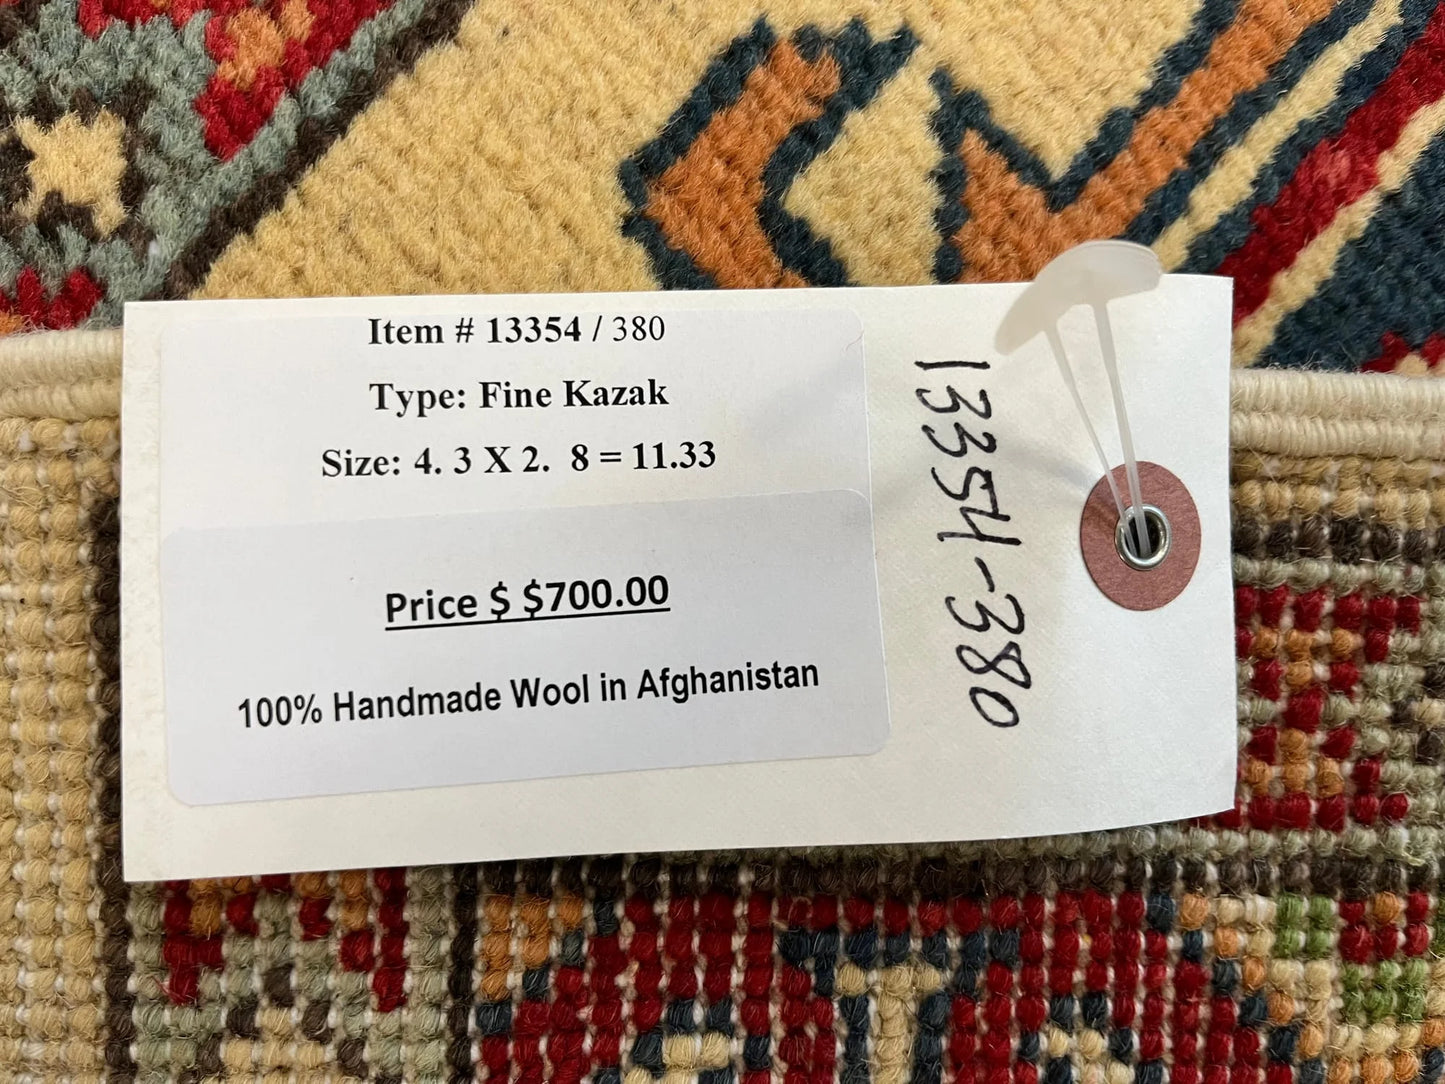 Item # 13354 / 380
Type: Fine Kazak
Size: 4. 3 X 2.  8 = 11.33
Price $ $700.00
100% Handmade Wool in Afghanistan
13354-380